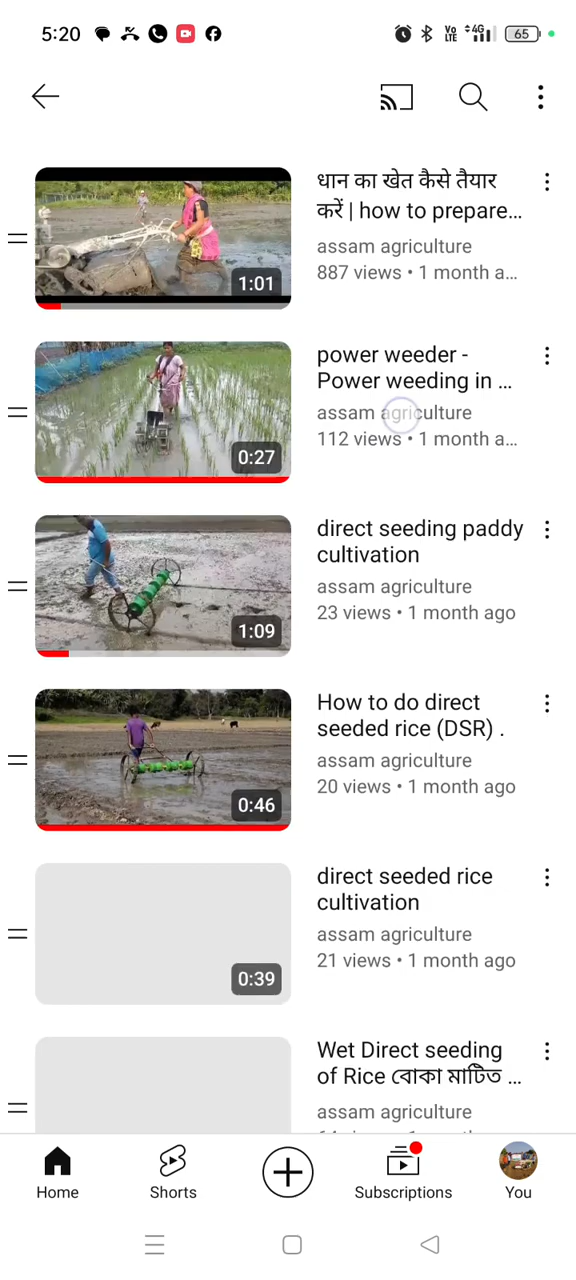 5:20
Vo LTE 4G 65
1:01
धान का खेत कैसे तैयार
करें | how to prepare...
assam agriculture
887 views • 1 month a...
0:27
power weeder -
Power weeding in ...
assam agriculture
112 views • 1 month a...
1:09
direct seeding paddy
cultivation
assam agriculture
23 views • 1 month ago
0:46
How to do direct
seeded rice (DSR) .
assam agriculture
20 views • 1 month ago
0:39
direct seeded rice
cultivation
assam agriculture
21 views • 1 month ago
Wet Direct seeding
of Rice বোকা মাটিত ...
assam agriculture
Home Shorts Subscriptions You